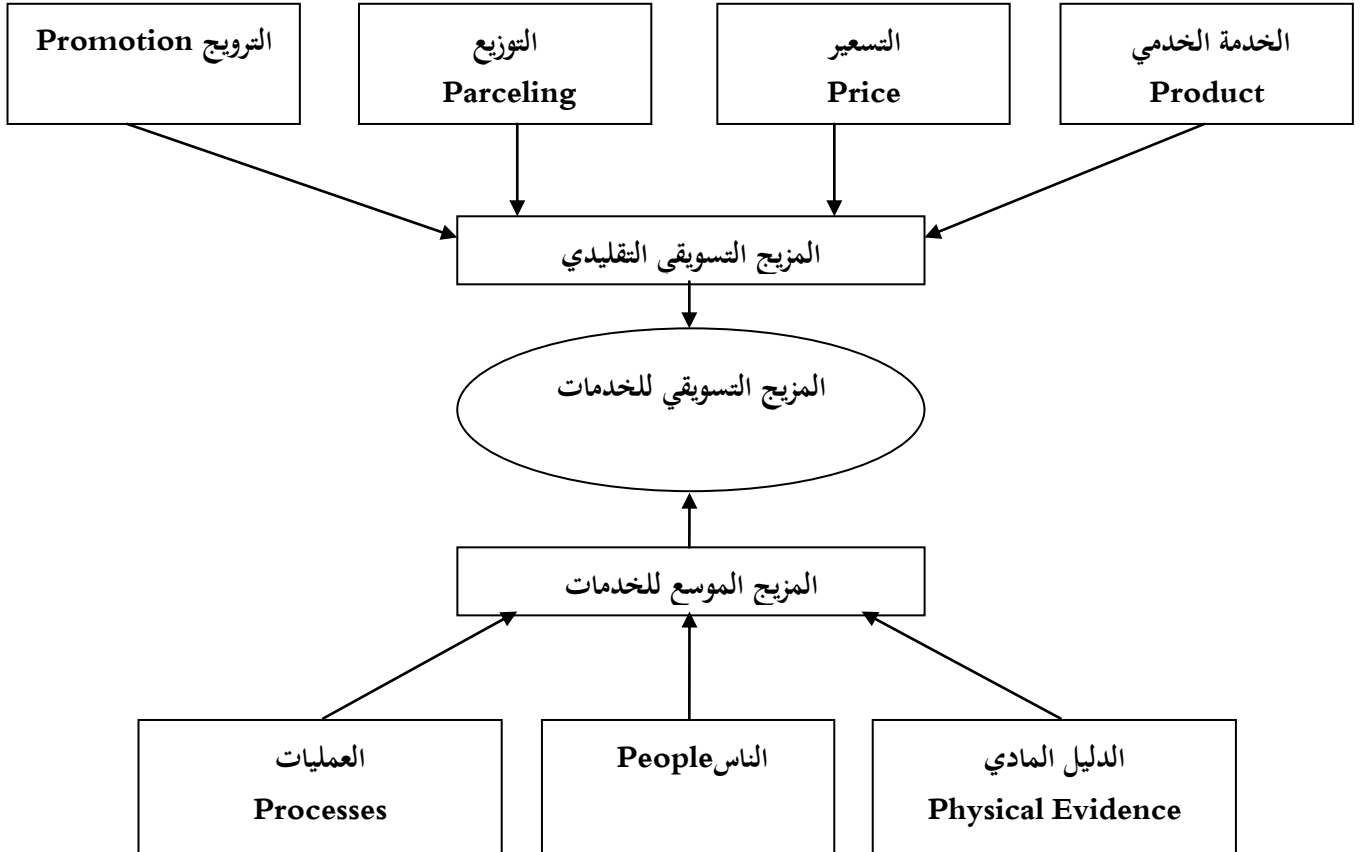 الخدمة الخدمي
Product
التسعير
Price
التوزيع
Parceling
الترويج Promotion
المزيج التسويقي التقليدي
المزيج التسويقي للخدمات
المزيج الموسع للخدمات
الدليل المادي
Physical Evidence
الناسPeople
العمليات
Processes